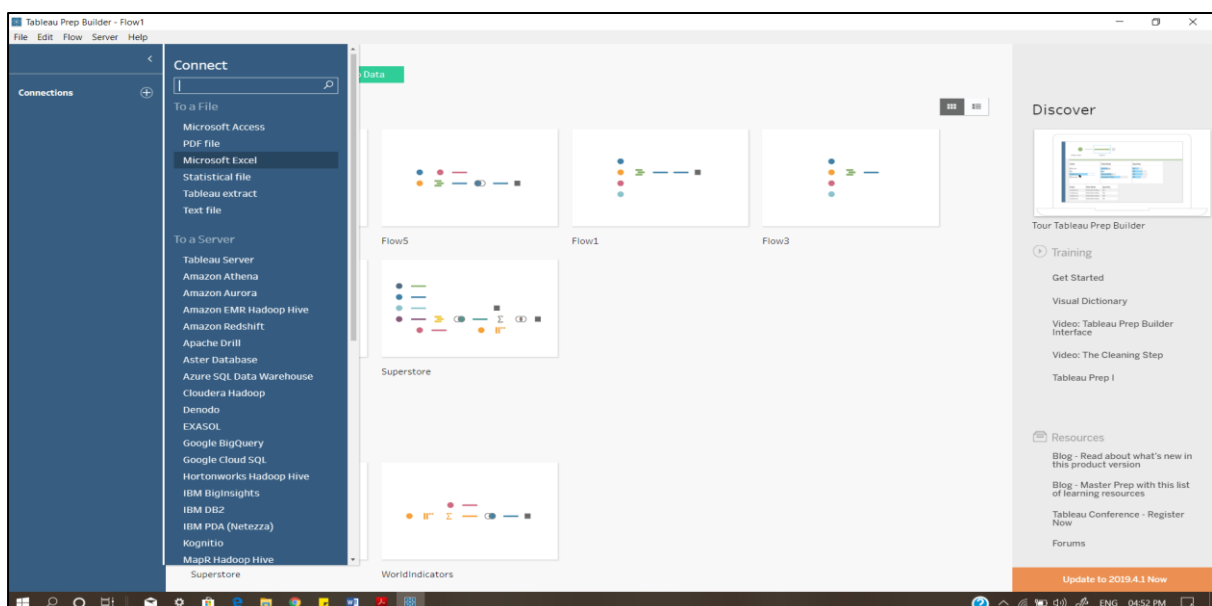 Tableau Prep Builder - Flow1
File Edit Flow Server Help
Connections
Connect
To a File
Microsoft Access
PDF file
Microsoft Excel
Statistical file
Tableau extract
Text file
To a Server
Tableau Server
Amazon Athena
Amazon Aurora
Amazon EMR Hadoop Hive
Amazon Redshift
Apache Drill
Aster Database
Azure SQL Data Warehouse
Cloudera Hadoop
Denodo
EXASOL
Google BigQuery
Google Cloud SQL
Hortonworks Hadoop Hive
IBM BigInsights
IBM DB2
IBM PDA (Netezza)
Kognitio
MapR Hadoop Hive
Data
Flow5
Flow1
Flow3
Superstore
Superstore
WorldIndicators
Discover
Tour Tableau Prep Builder
Training
Get Started
Visual Dictionary
Video: Tableau Prep Builder
Interface
Video: The Cleaning Step
Tableau Prep I
Resources
Blog - Read about what's new in
this product version
Blog - Master Prep with this list
of learning resources
Tableau Conference - Register
Now
Forums
Update to 2019.4.1 Now
ENG 04:52 PM